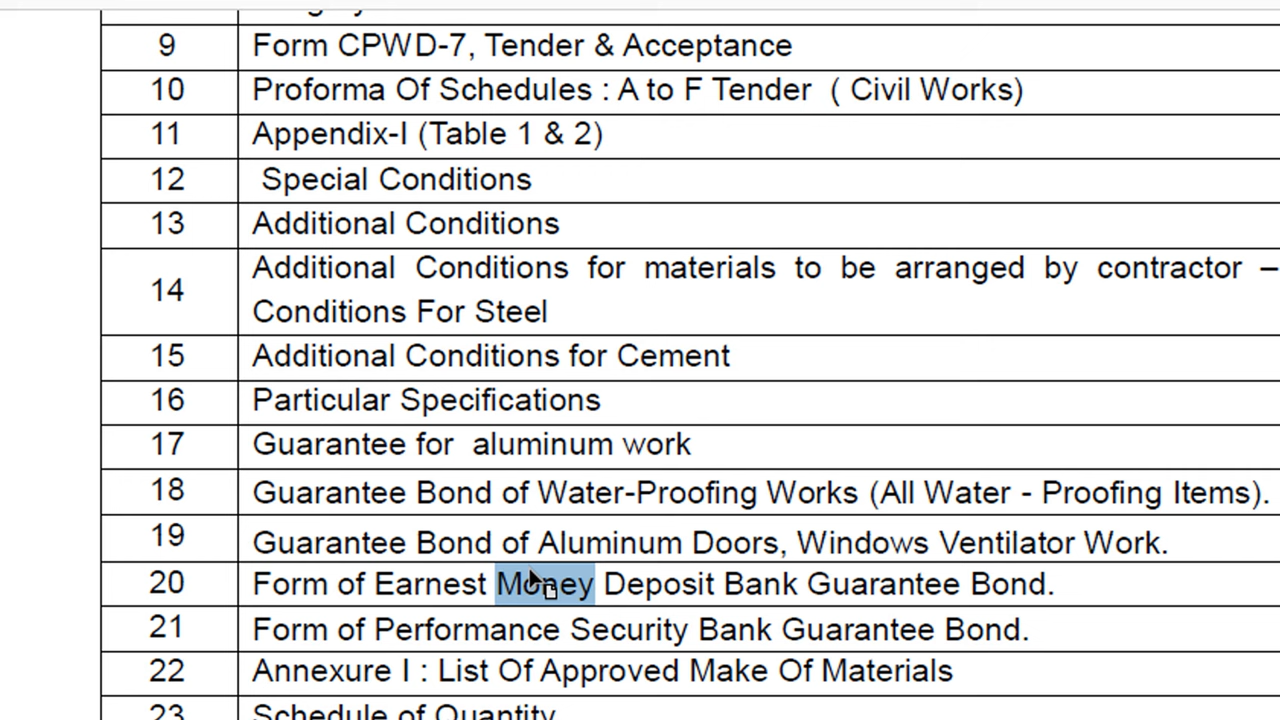 9 Form CPWD-7, Tender & Acceptance
10 Proforma Of Schedules : A to F Tender ( Civil Works)
11 Appendix-I (Table 1 & 2)
12 Special Conditions
13 Additional Conditions
14 Additional Conditions for materials to be arranged by contractor –
Conditions For Steel
15 Additional Conditions for Cement
16 Particular Specifications
17 Guarantee for aluminum work
18 Guarantee Bond of Water-Proofing Works (All Water - Proofing Items).
19 Guarantee Bond of Aluminum Doors, Windows Ventilator Work.
20 Form of Earnest Money Deposit Bank Guarantee Bond.
21 Form of Performance Security Bank Guarantee Bond.
22 Annexure I : List Of Approved Make Of Materials
23 Schedule of Quantity